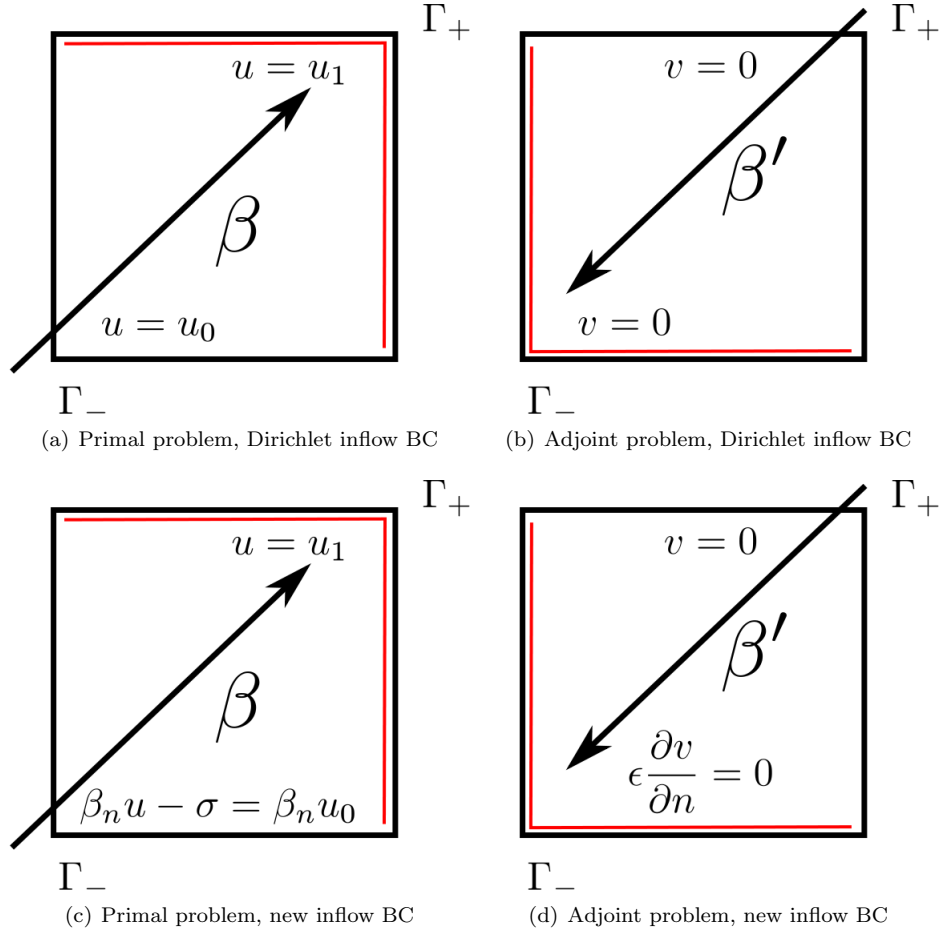 Γ₊
u = u₁
β
u = u₀
Γ₋
(a) Primal problem, Dirichlet inflow BC
Γ₊
v = 0
β′
v = 0
Γ₋
(b) Adjoint problem, Dirichlet inflow BC
Γ₊
u = u₁
β
βₙu − σ = βₙu₀
Γ₋
(c) Primal problem, new inflow BC
Γ₊
v = 0
β′
ϵ ∂v/∂n = 0
Γ₋
(d) Adjoint problem, new inflow BC